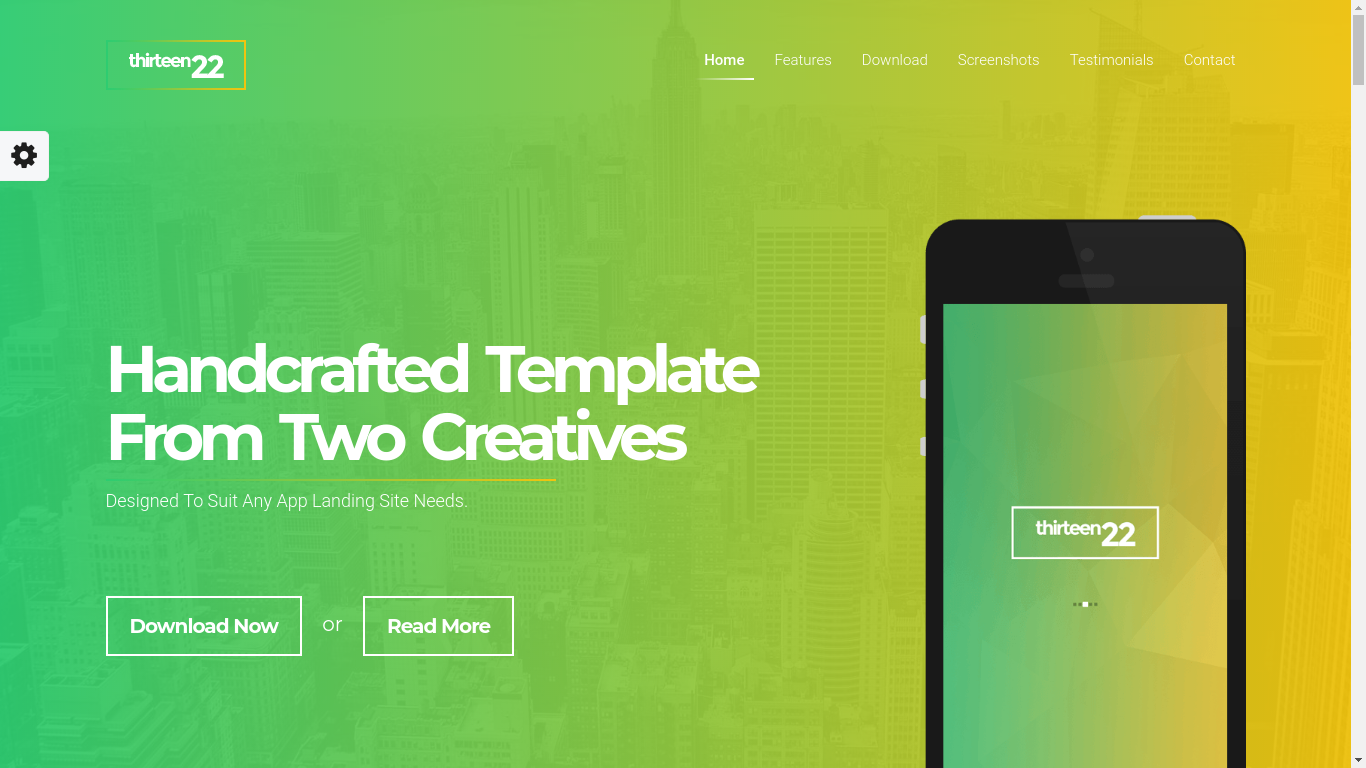 thirteen22
Home Features Download Screenshots Testimonials Contact
Handcrafted Template
From Two Creatives
Designed To Suit Any App Landing Site Needs.
Download Now or Read More
thirteen22